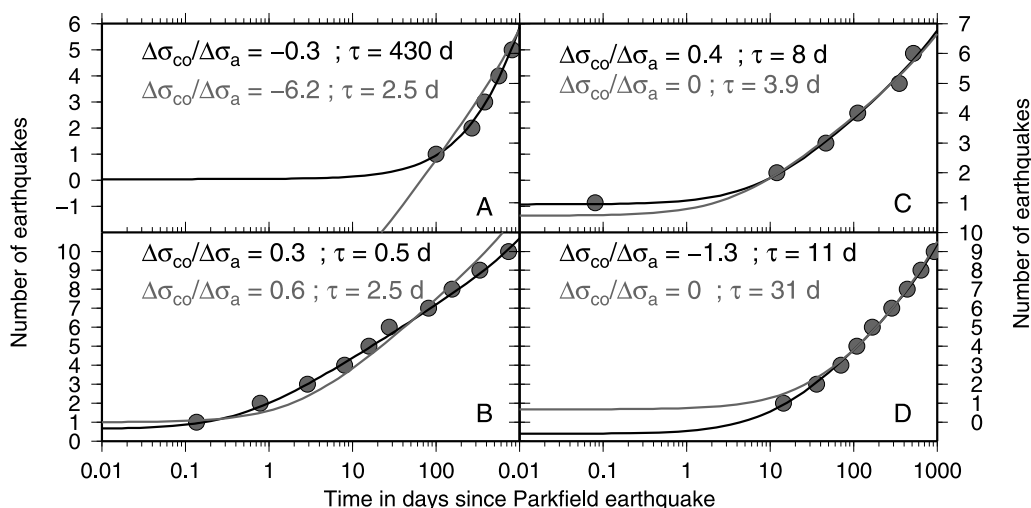 Δσco/Δσa = −0.3 ; τ = 430 d
Δσco/Δσa = −6.2 ; τ = 2.5 d
A
6
5
4
3
2
1
0
−1
Δσco/Δσa = 0.4 ; τ = 8 d
Δσco/Δσa = 0 ; τ = 3.9 d
C
7
6
5
4
3
2
1
Δσco/Δσa = 0.3 ; τ = 0.5 d
Δσco/Δσa = 0.6 ; τ = 2.5 d
B
10
9
8
7
6
5
4
3
2
1
0
Δσco/Δσa = −1.3 ; τ = 11 d
Δσco/Δσa = 0 ; τ = 31 d
D
10
9
8
7
6
5
4
3
2
1
0
Number of earthquakes
Number of earthquakes
0.01 0.1 1 10 100 0.01 0.1 1 10 100 1000
Time in days since Parkfield earthquake